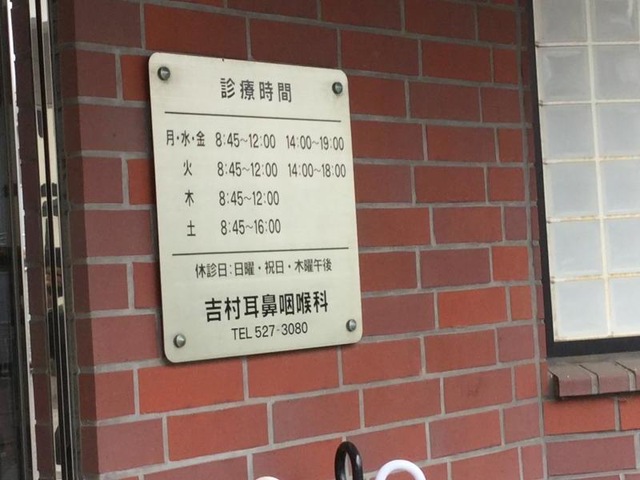 診療時間
月・水・金 8:45~12:00 14:00~19:00
火 8:45~12:00 14:00~18:00
木 8:45~12:00
土 8:45~16:00
休診日:日曜・祝日・木曜午後
吉村耳鼻咽喉科
TEL 527-3080